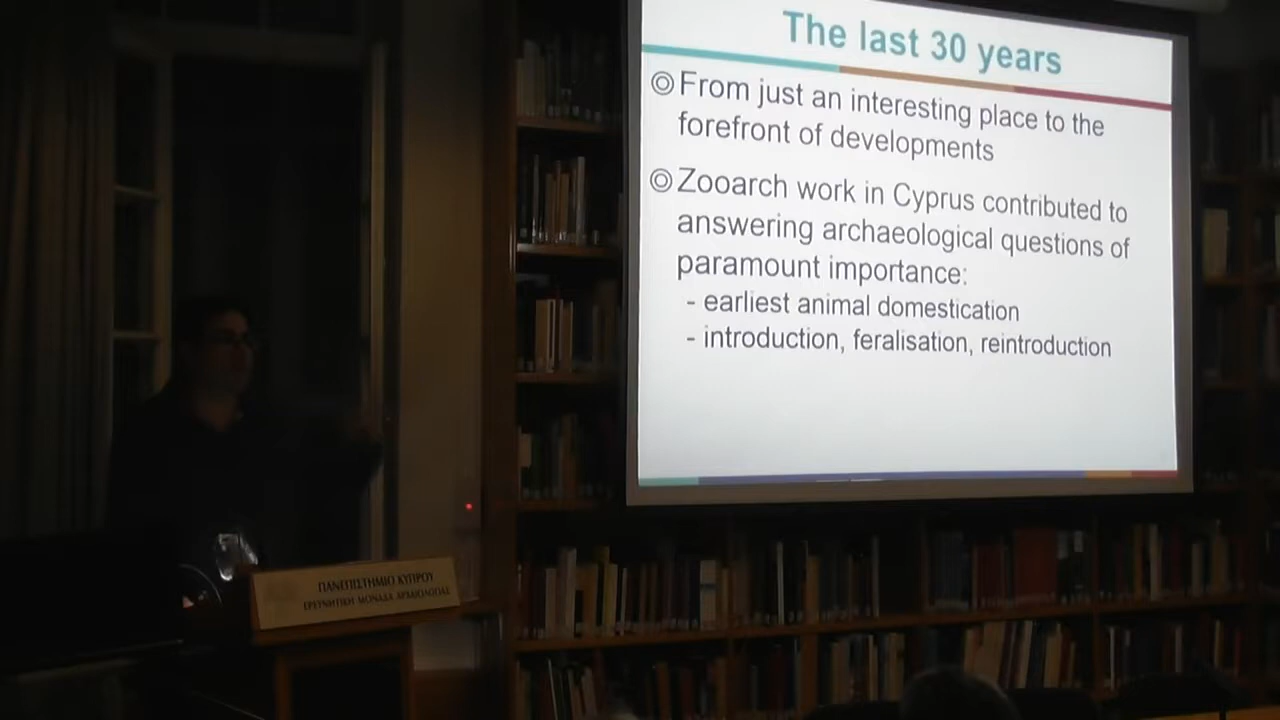 The last 30 years
◎ From just an interesting place to the
forefront of developments
◎ Zooarch work in Cyprus contributed to
answering archaeological questions of
paramount importance:
- earliest animal domestication
- introduction, feralisation, reintroduction
ΠΑΝΕΠΙΣΤΗΜΙΟ ΚΥΠΡΟΥ
ΕΡΕΥΝΗΤΙΚΗ ΜΟΝΑΔΑ ΑΡΧΑΙΟΛΟΓΙΑΣ